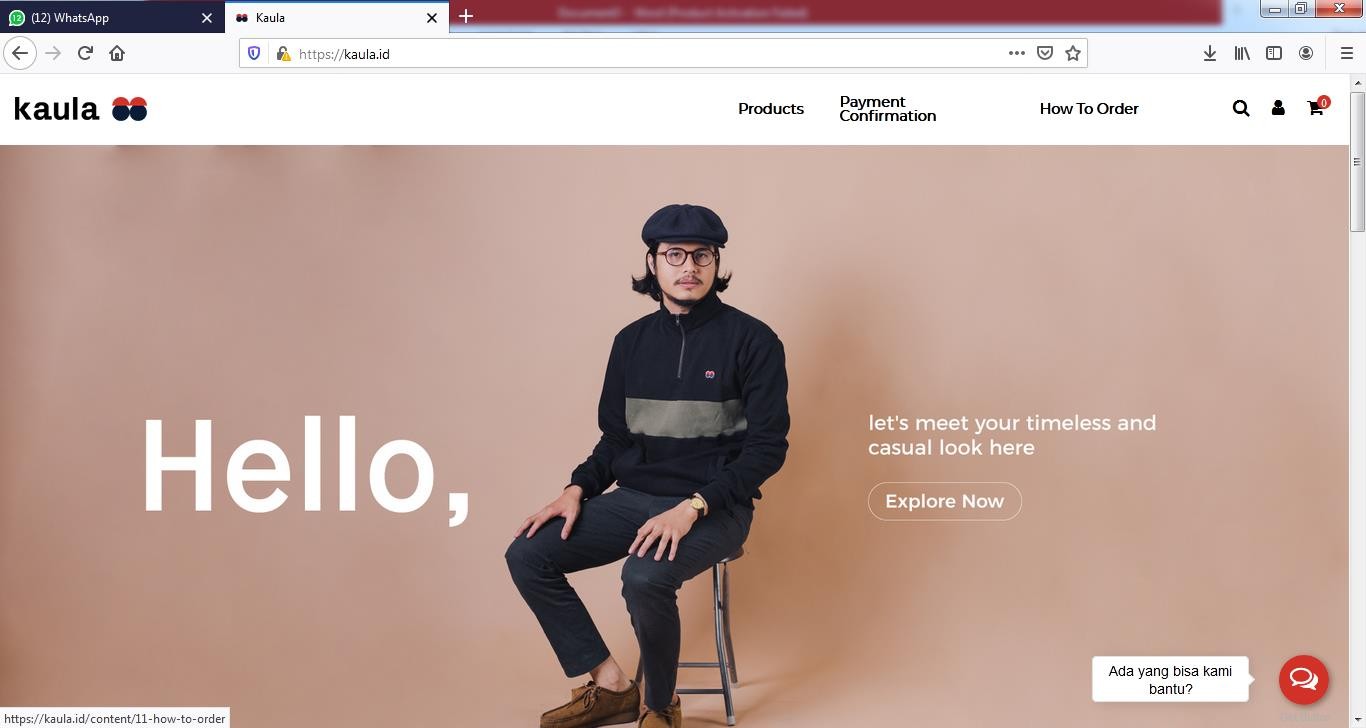 (12) WhatsApp
Kaula
Document1 - Word (Product Activation Failed)
https://kaula.id
kaula
Products
Payment
Confirmation
How To Order
0
Hello,
let's meet your timeless and
casual look here
Explore Now
Ada yang bisa kami
bantu?
https://kaula.id/content/11-how-to-order